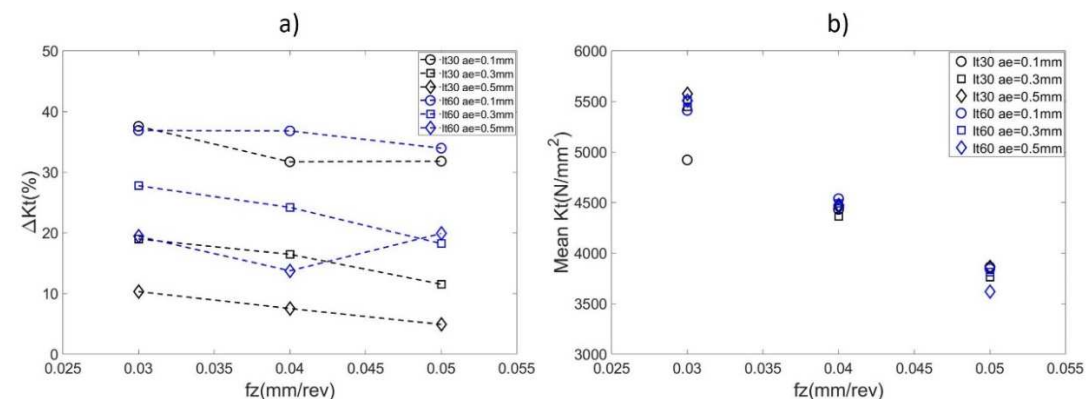 a)
50
40
30
20
10
0
ΔKt(%)
0.025 0.03 0.035 0.04 0.045 0.05 0.055
fz(mm/rev)
lt30 ae=0.1mm
lt30 ae=0.3mm
lt30 ae=0.5mm
lt60 ae=0.1mm
lt60 ae=0.3mm
lt60 ae=0.5mm
b)
6000
5500
5000
4500
4000
3500
3000
Mean Kt(N/mm²)
0.025 0.03 0.035 0.04 0.045 0.05 0.055
fz(mm/rev)
lt30 ae=0.1mm
lt30 ae=0.3mm
lt30 ae=0.5mm
lt60 ae=0.1mm
lt60 ae=0.3mm
lt60 ae=0.5mm